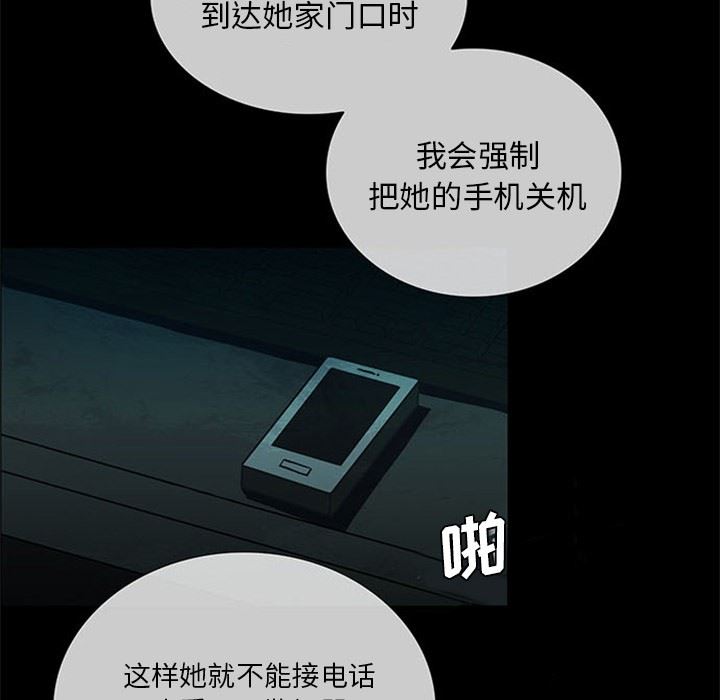 到达她家门口时
我会强制
把她的手机关机
啪
这样她就不能接电话